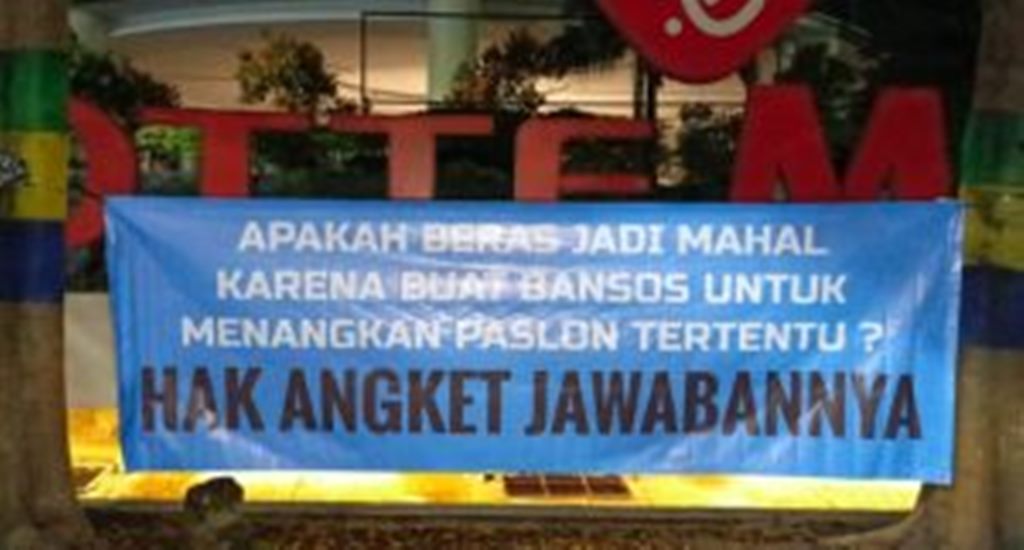 APAKAH BERAS JADI MAHAL
KARENA BUAT BANSOS UNTUK
MENANGKAN PASLON TERTENTU ?
HAK ANGKET JAWABANNYA